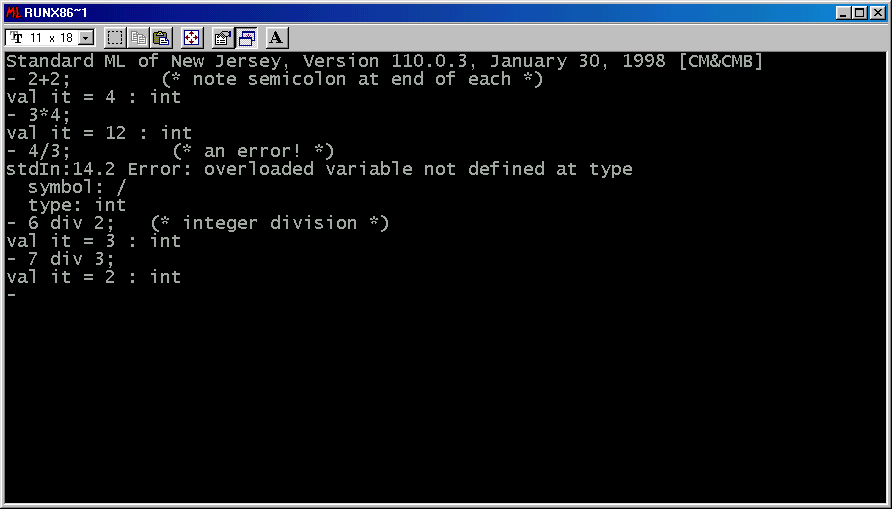 ML RUNX86~1
11 x 18 A
Standard ML of New Jersey, Version 110.0.3, January 30, 1998 [CM&CMB]
- 2+2;        (* note semicolon at end of each *)
val it = 4 : int
- 3*4;
val it = 12 : int
- 4/3;         (* an error! *)
stdIn:14.2 Error: overloaded variable not defined at type
  symbol: /
  type: int
- 6 div 2;   (* integer division *)
val it = 3 : int
- 7 div 3;
val it = 2 : int
-